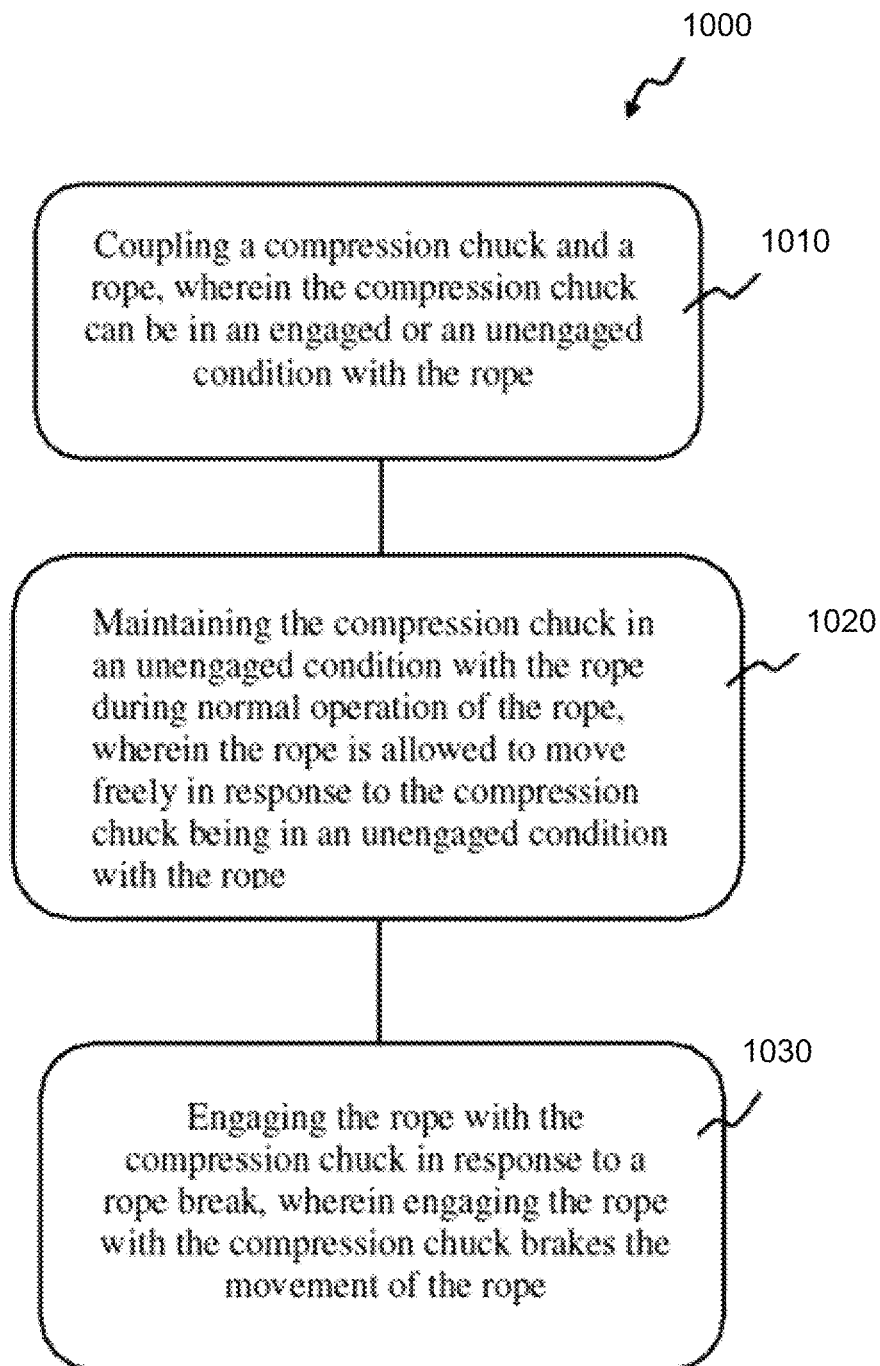 1000
Coupling a compression chuck and a
rope, wherein the compression chuck
can be in an engaged or an unengaged
condition with the rope
1010
Maintaining the compression chuck in
an unengaged condition with the rope
during normal operation of the rope,
wherein the rope is allowed to move
freely in response to the compression
chuck being in an unengaged condition
with the rope
1020
Engaging the rope with the
compression chuck in response to a
rope break, wherein engaging the rope
with the compression chuck brakes the
movement of the rope
1030